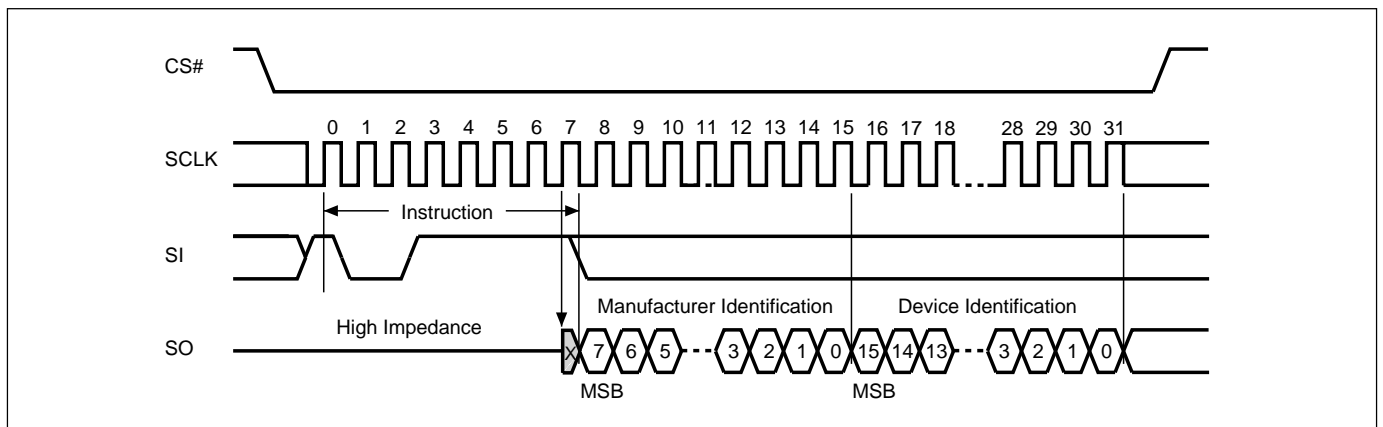 CS#
0 1 2 3 4 5 6 7 8 9 10 11 12 13 14 15 16 17 18 28 29 30 31
SCLK
Instruction
SI
Manufacturer Identification Device Identification
High Impedance
SO X 7 6 5 3 2 1 0 15 14 13 3 2 1 0
MSB MSB